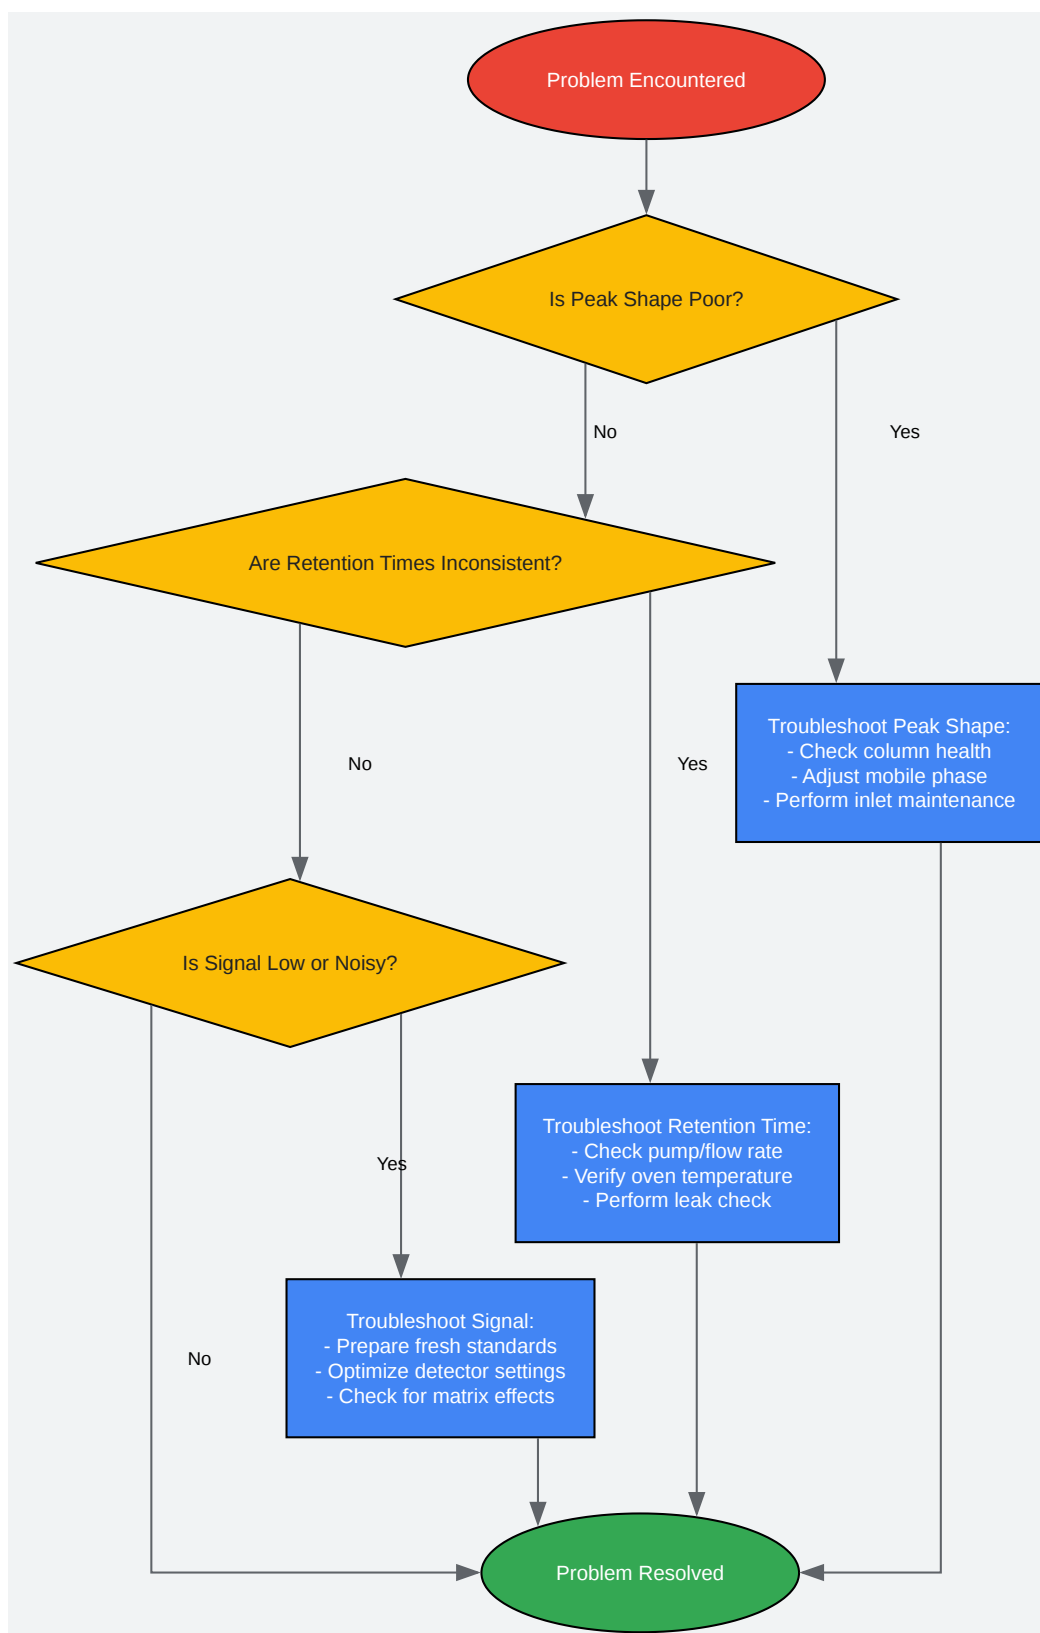 Problem Encountered
Is Peak Shape Poor?
No
Yes
Are Retention Times Inconsistent?
Troubleshoot Peak Shape:
- Check column health
- Adjust mobile phase
- Perform inlet maintenance
No
Yes
Is Signal Low or Noisy?
Troubleshoot Retention Time:
- Check pump/flow rate
- Verify oven temperature
- Perform leak check
Yes
Troubleshoot Signal:
- Prepare fresh standards
- Optimize detector settings
- Check for matrix effects
No
Problem Resolved